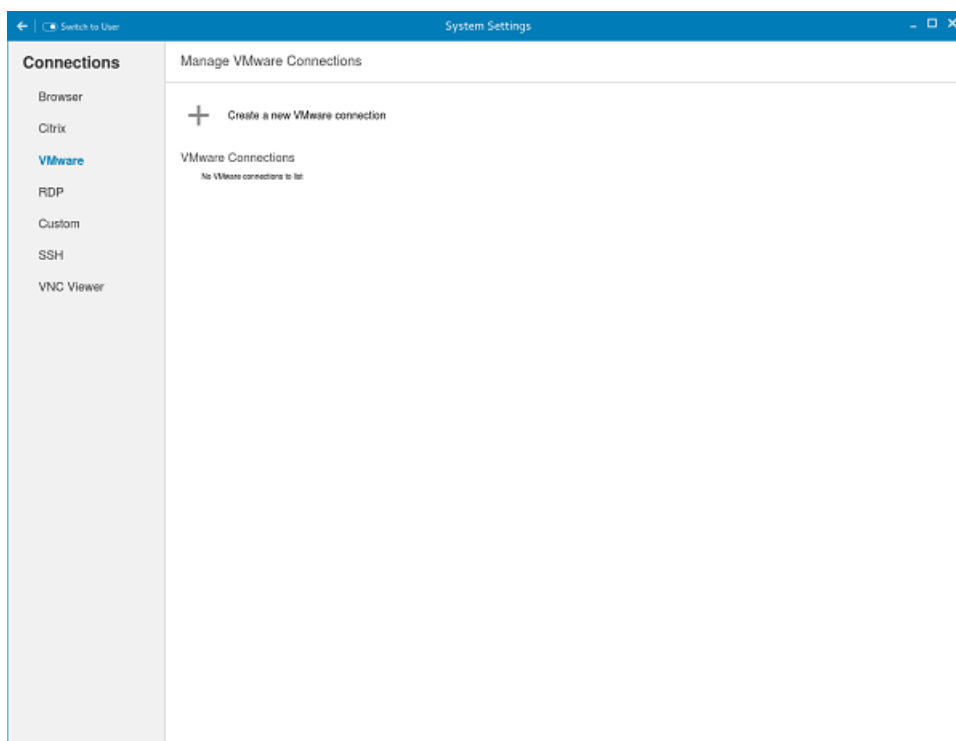 Switch to User
System Settings
Connections
Browser
Citrix
VMware
RDP
Custom
SSH
VNC Viewer
Manage VMware Connections
Create a new VMware connection
VMware Connections
No VMware connections to list